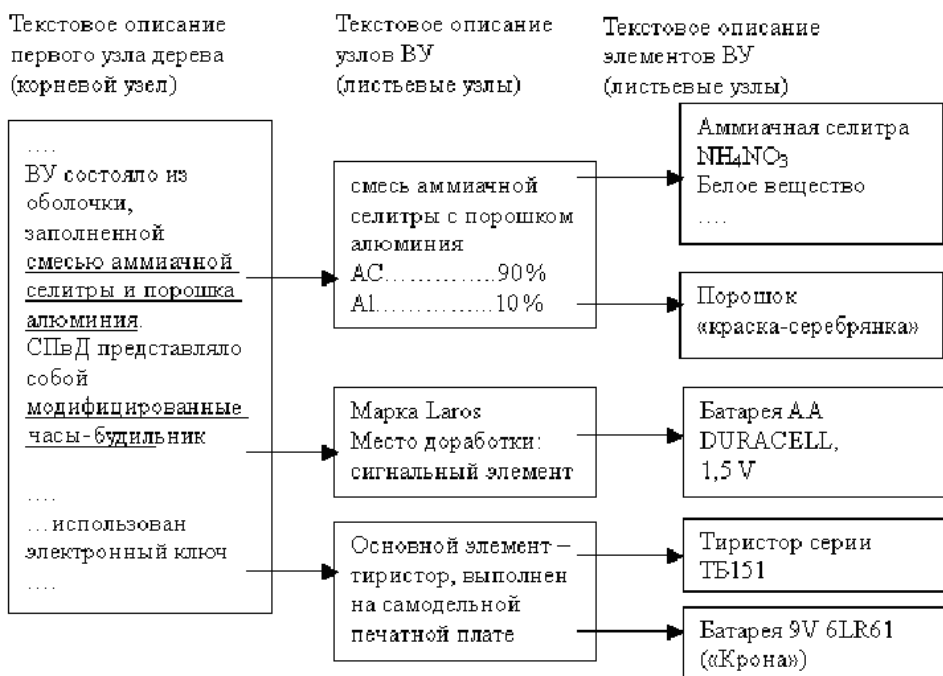 Текстовое описание
первого узла дерева
(корневой узел)
Текстовое описание
узлов ВУ
(листьевые узлы)
Текстовое описание
элементов ВУ
(листьевые узлы)
....
ВУ состояло из
оболочки,
заполненной
смесью аммиачной
селитры и порошка
алюминия.
СПвД представляло
собой
модифицированные
часы-будильник
....
...использован
электронный ключ
....
смесь аммиачной
селитры с порошком
алюминия
АС..............90%
Al...............10%
Марка Laros
Место доработки:
сигнальный элемент
Основной элемент –
тиристор, выполнен
на самодельной
печатной плате
Аммиачная селитра
NH4NO3
Белое вещество
....
Порошок
«краска-серебрянка»
Батарея АА
DURACELL,
1,5 V
Тиристор серии
ТБ151
Батарея 9V 6LR61
(«Крона»)